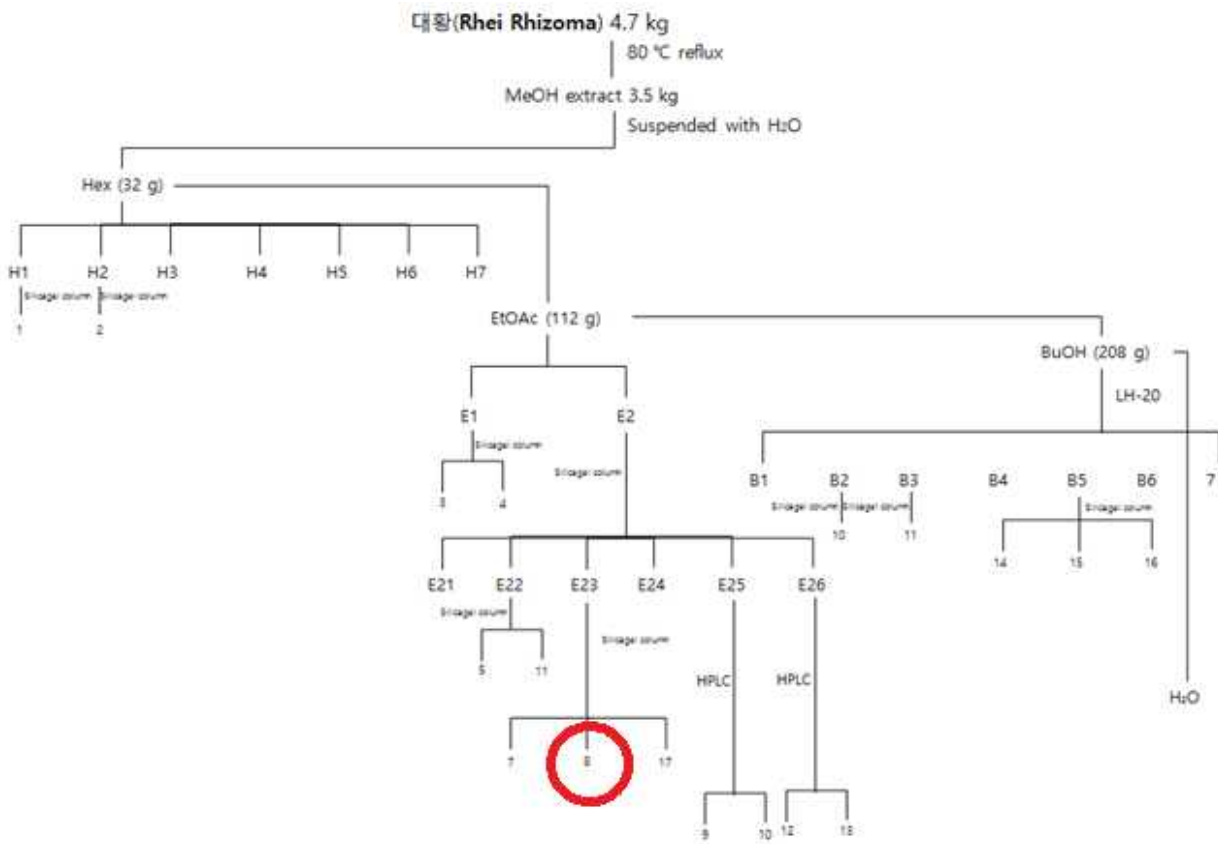 대황(Rhei Rhizoma) 4.7 kg
80 ℃ reflux
MeOH extract 3.5 kg
Suspended with H₂O
Hex (32 g)
H1 H2 H3 H4 H5 H6 H7
Silicagel column Silicagel column
1 2
EtOAc (112 g)
BuOH (208 g)
LH-20
E1 E2
Silicagel column
Silicagel column
3 4
B1 B2 B3 B4 B5 B6 7
Silicagel column Silicagel column Silicagel column
10 11
14 15 16
E21 E22 E23 E24 E25 E26
Silicagel column
Silicagel column
5 11
HPLC HPLC
H₂O
7 17
9 10 12 13